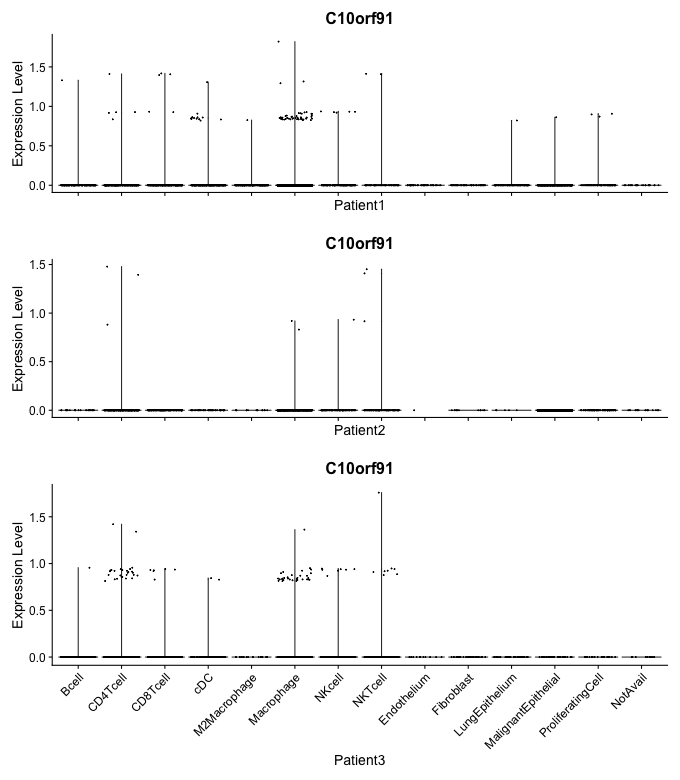 C10orf91
Expression Level
1.5
1.0
0.5
0.0
Patient1
C10orf91
Expression Level
1.5
1.0
0.5
0.0
Patient2
C10orf91
Expression Level
1.5
1.0
0.5
0.0
Bcell
CD4Tcell
CD8Tcell
cDC
M2Macrophage
Macrophage
NKcell
NKTcell
Endothelium
Fibroblast
LungEpithelium
MalignantEpithelial
ProliferatingCell
NotAvail
Patient3